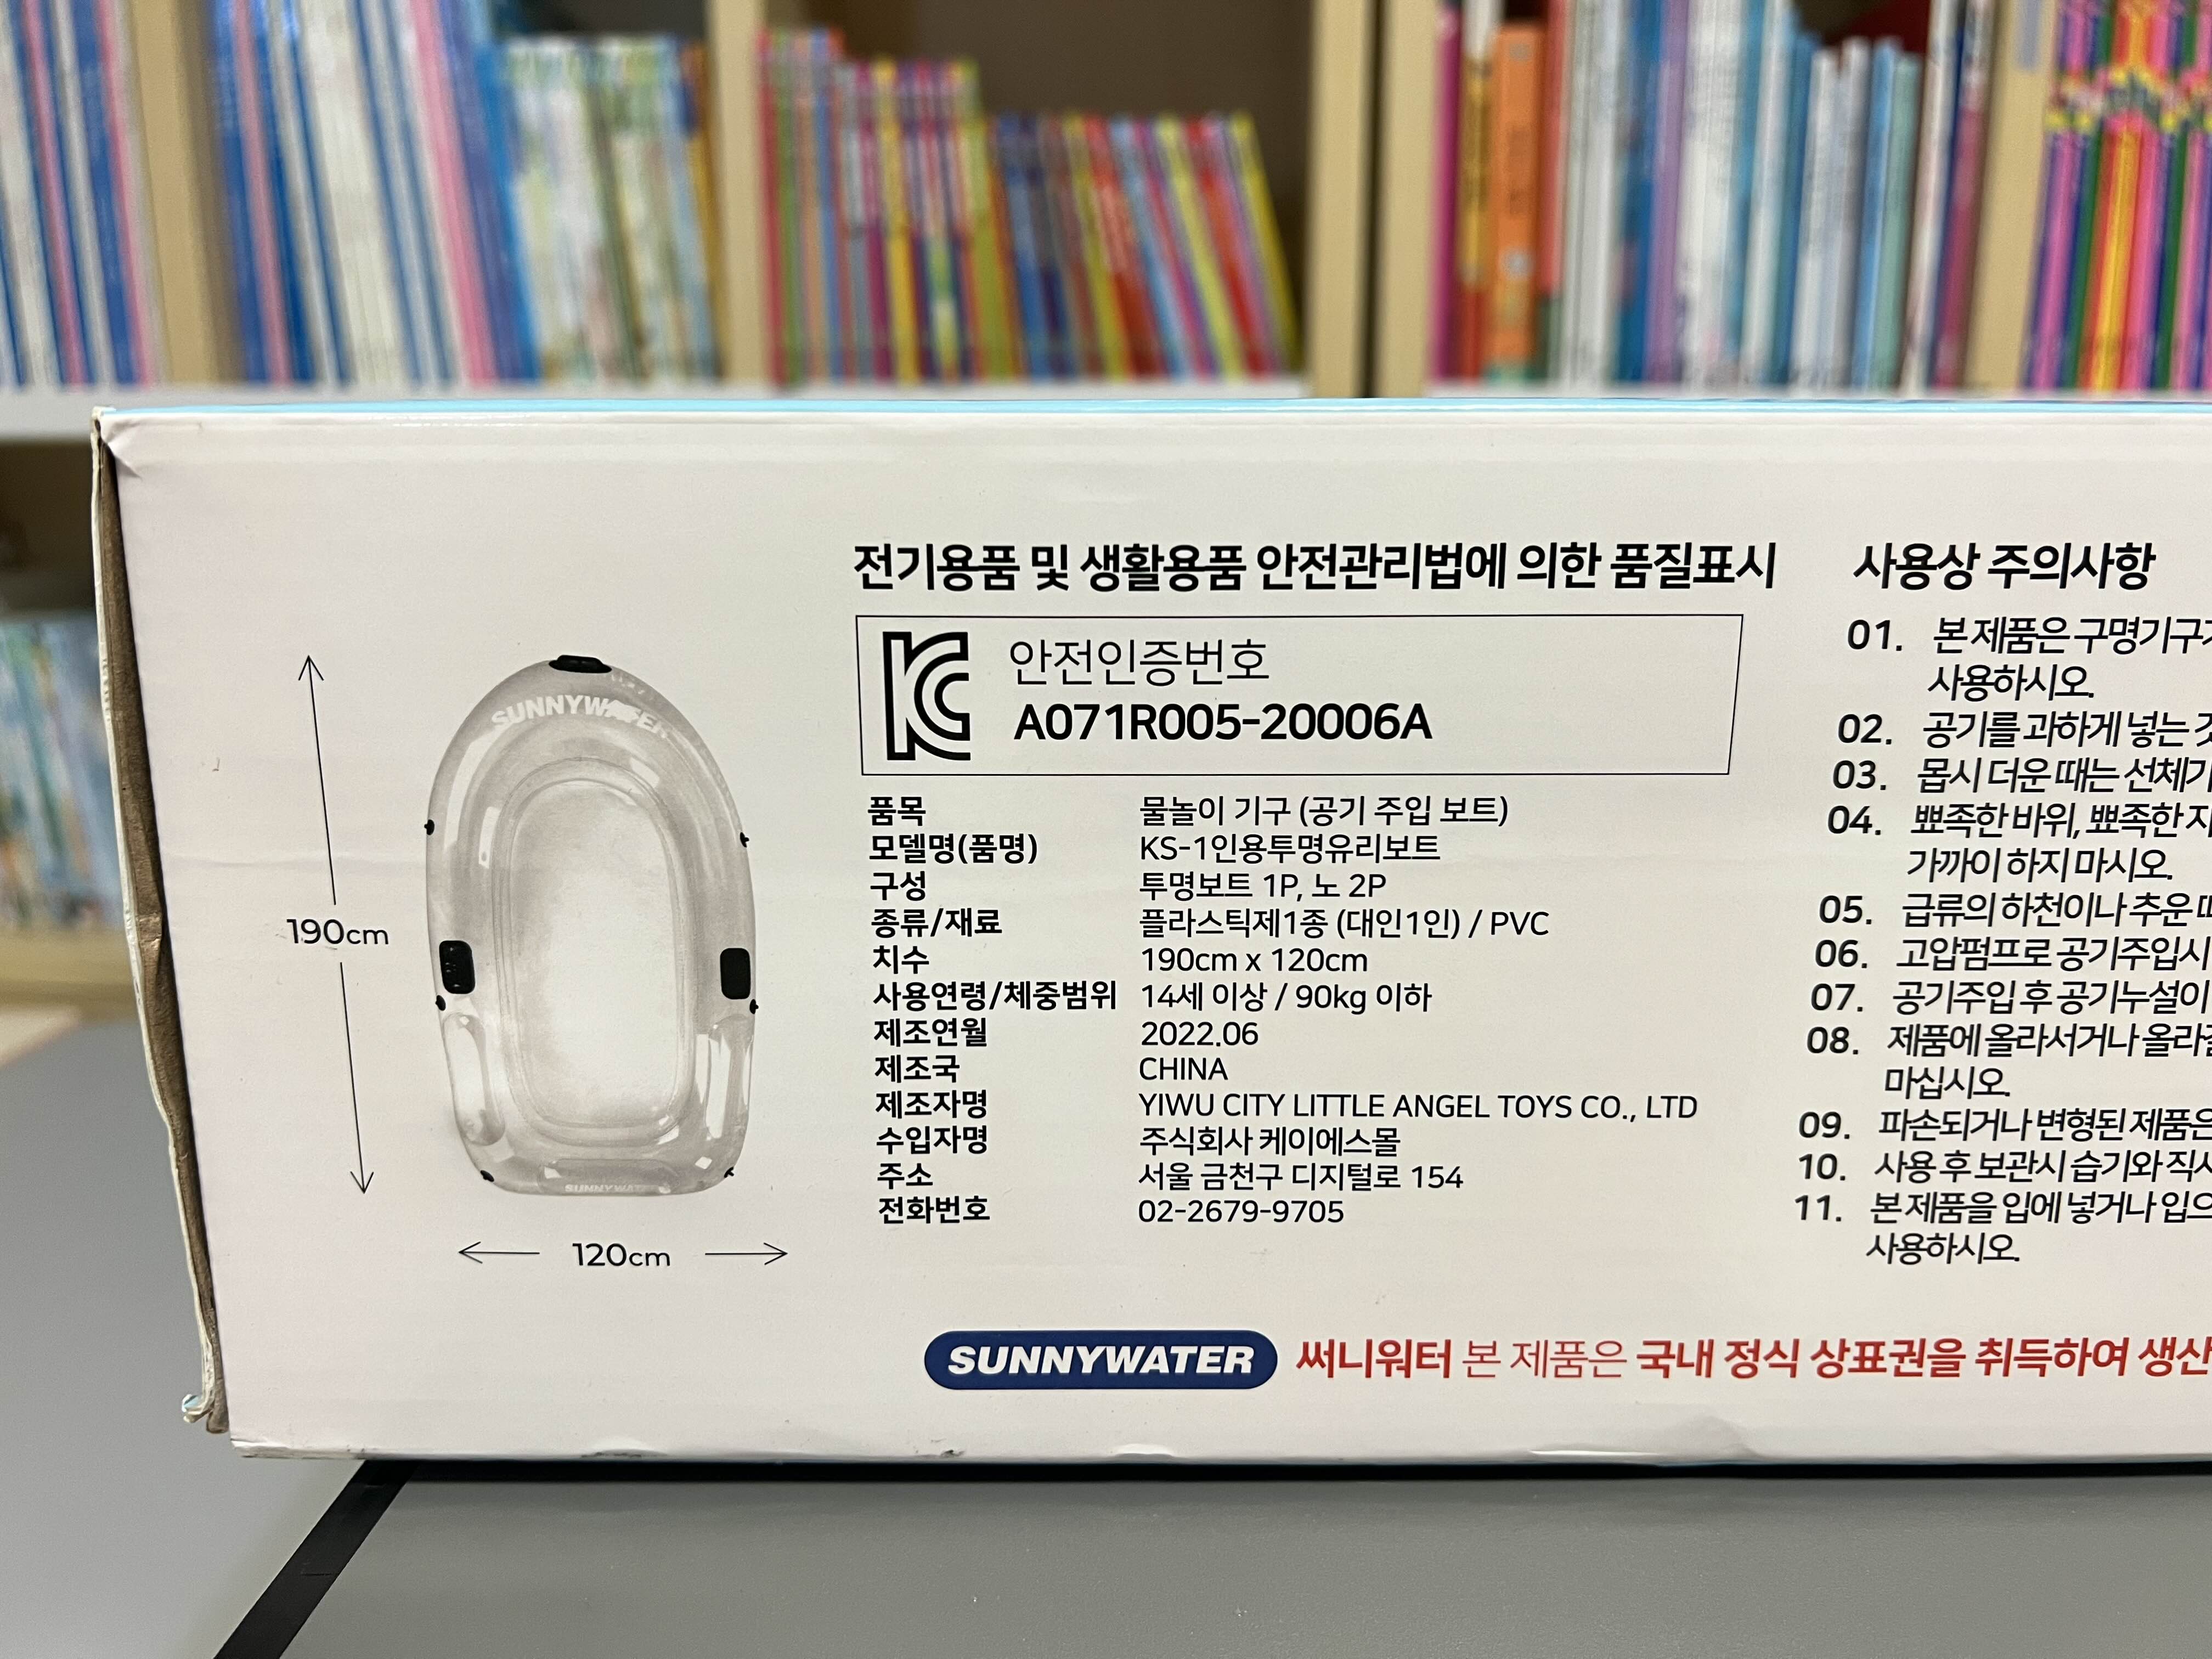 SUNNYWATER
190cm
120cm
SUNNYWATER
전기용품 및 생활용품 안전관리법에 의한 품질표시
안전인증번호
A071R005-20006A
품목 물놀이 기구 (공기 주입 보트)
모델명(품명) KS-1인용투명유리보트
구성 투명보트 1P, 노 2P
종류/재료 플라스틱제1종 (대인1인) / PVC
치수 190cm x 120cm
사용연령/체중범위 14세 이상 / 90kg 이하
제조연월 2022.06
제조국 CHINA
제조자명 YIWU CITY LITTLE ANGEL TOYS CO., LTD
수입자명 주식회사 케이에스몰
주소 서울 금천구 디지털로 154
전화번호 02-2679-9705
사용상 주의사항
01. 본 제품은 구명기구가
사용하시오.
02. 공기를 과하게 넣는 것
03. 몹시 더운 때는 선체가
04. 뾰족한 바위, 뾰족한
가까이 하지 마시오.
05. 급류의 하천이나 추운
06. 고압펌프로 공기주입시
07. 공기주입 후 공기누설이
08. 제품에 올라서거나
마십시오.
09. 파손되거나 변형된 제품은
10. 사용 후 보관시 습기와
11. 본 제품을 입에 넣거나
사용하시오.
SUNNYWATER 써니워터 본 제품은 국내 정식 상표권을 취득하여 생산